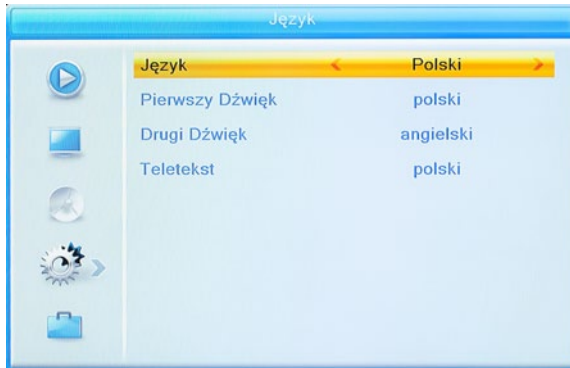 Język
Język Polski
Pierwszy Dźwięk polski
Drugi Dźwięk angielski
Teletekst polski